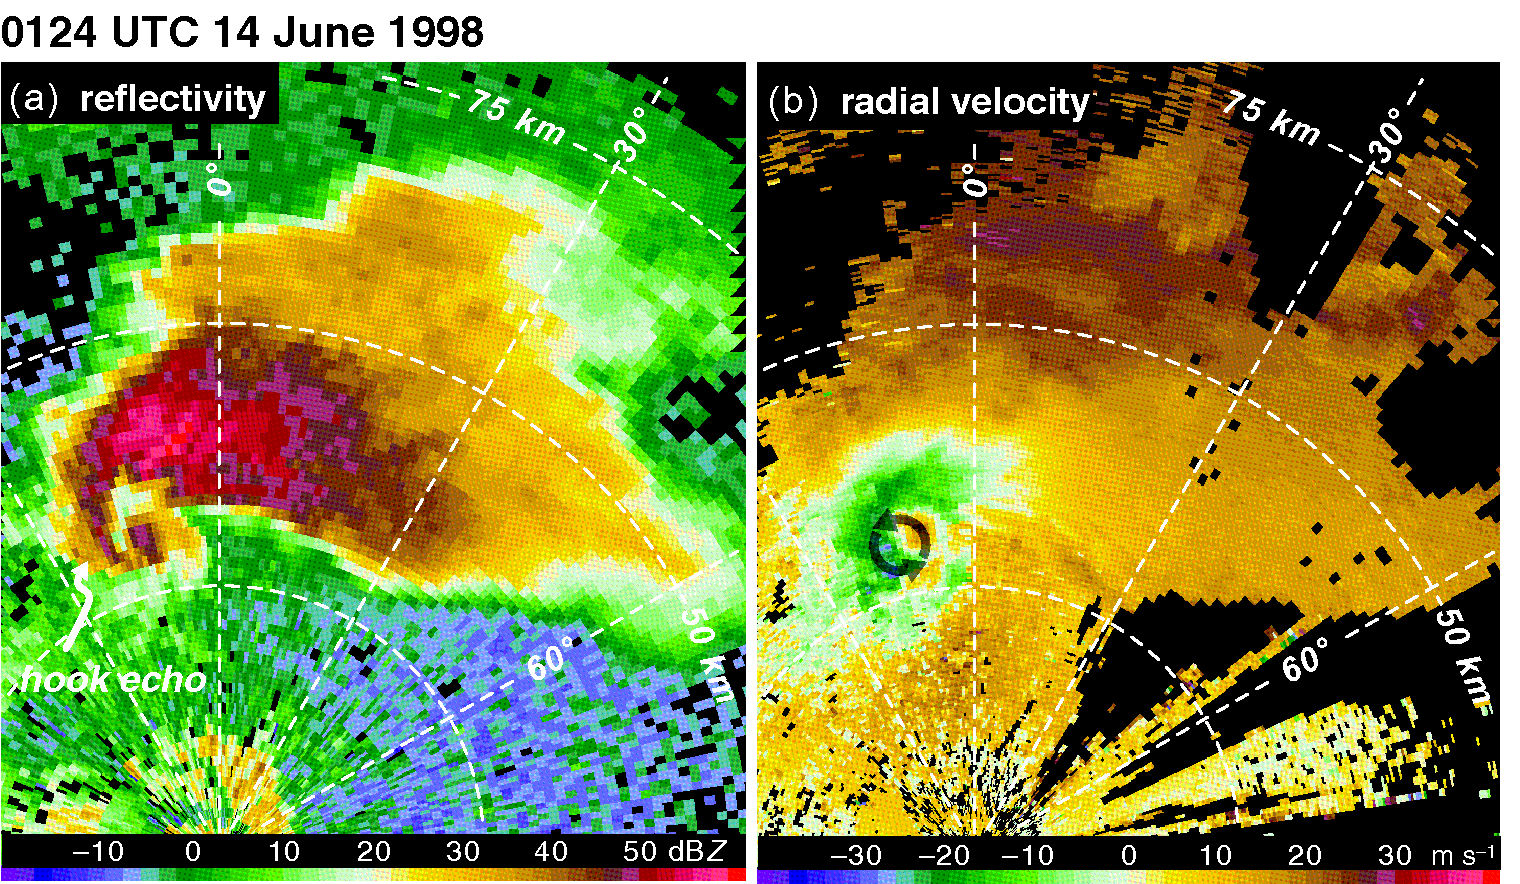 0124 UTC 14 June 1998
(a) reflectivity
75 km
30°
0°
hook echo
60°
50 km
−10 0 10 20 30 40 50 dBZ
(b) radial velocity
75 km
30°
0°
60°
50 km
−30 −20 −10 0 10 20 30 m s⁻¹